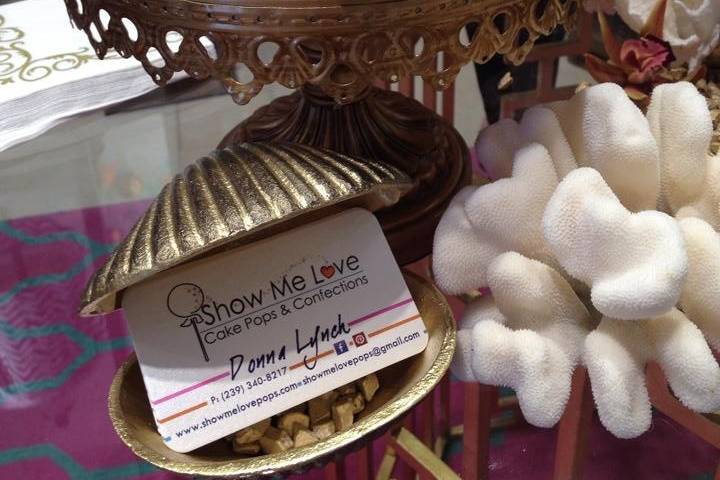 Show Me Love
Cake Pops & Confections
Donna Lynch
P: (239) 340-8217
www.showmelovepops.com showmelovepops@gmail.com